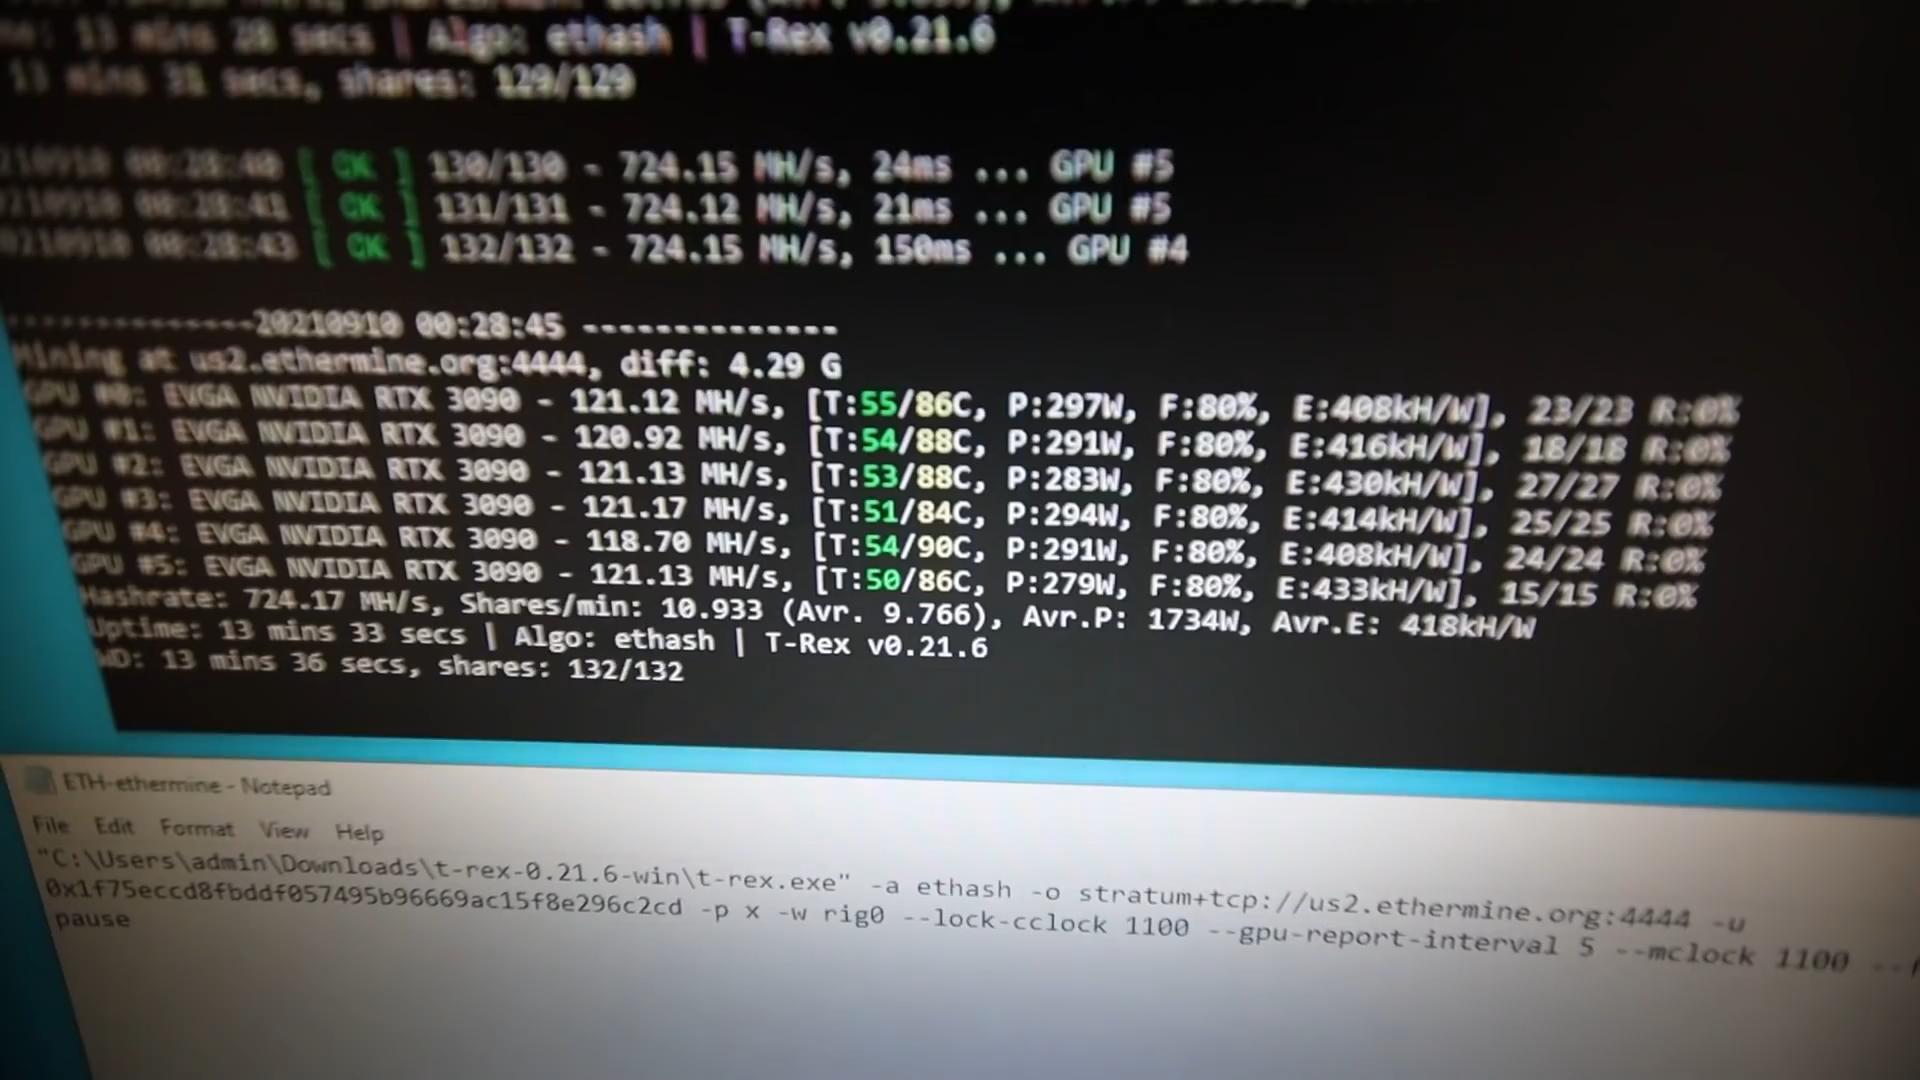 13 mins 28 secs | Algo: ethash | T-Rex v0.21.6
13 mins 31 secs, shares: 129/129
210910 00:28:40 [ OK ] 130/130 - 724.15 MH/s, 24ms ... GPU #5
0210910 00:28:41 [ OK ] 131/131 - 724.12 MH/s, 21ms ... GPU #5
0210910 00:28:43 [ OK ] 132/132 - 724.15 MH/s, 150ms ... GPU #4
--------------20210910 00:28:45 --------------
Mining at us2.ethermine.org:4444, diff: 4.29 G
GPU #0: EVGA NVIDIA RTX 3090 - 121.12 MH/s, [T:55/86C, P:297W, F:80%, E:408kH/W], 23/23 R:0%
GPU #1: EVGA NVIDIA RTX 3090 - 120.92 MH/s, [T:54/88C, P:291W, F:80%, E:416kH/W], 18/18 R:0%
GPU #2: EVGA NVIDIA RTX 3090 - 121.13 MH/s, [T:53/88C, P:283W, F:80%, E:430kH/W], 27/27 R:0%
GPU #3: EVGA NVIDIA RTX 3090 - 121.17 MH/s, [T:51/84C, P:294W, F:80%, E:414kH/W], 25/25 R:0%
GPU #4: EVGA NVIDIA RTX 3090 - 118.70 MH/s, [T:54/90C, P:291W, F:80%, E:408kH/W], 24/24 R:0%
GPU #5: EVGA NVIDIA RTX 3090 - 121.13 MH/s, [T:50/86C, P:279W, F:80%, E:433kH/W], 15/15 R:0%
Hashrate: 724.17 MH/s, Shares/min: 10.933 (Avr. 9.766), Avr.P: 1734W, Avr.E: 418kH/W
Uptime: 13 mins 33 secs | Algo: ethash | T-Rex v0.21.6
WD: 13 mins 36 secs, shares: 132/132
ETH-ethermine - Notepad
File Edit Format View Help
"C:\Users\admin\Downloads\t-rex-0.21.6-win\t-rex.exe" -a ethash -o stratum+tcp://us2.ethermine.org:4444 -u
0x1f75eccd8fbddf057495b96669ac15f8e296c2cd -p x -w rig0 --lock-cclock 1100 --gpu-report-interval 5 --mclock 1100 --
pause